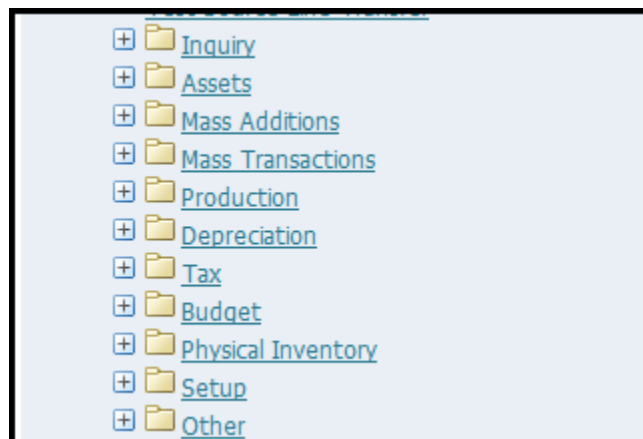 Inquiry
Assets
Mass Additions
Mass Transactions
Production
Depreciation
Tax
Budget
Physical Inventory
Setup
Other